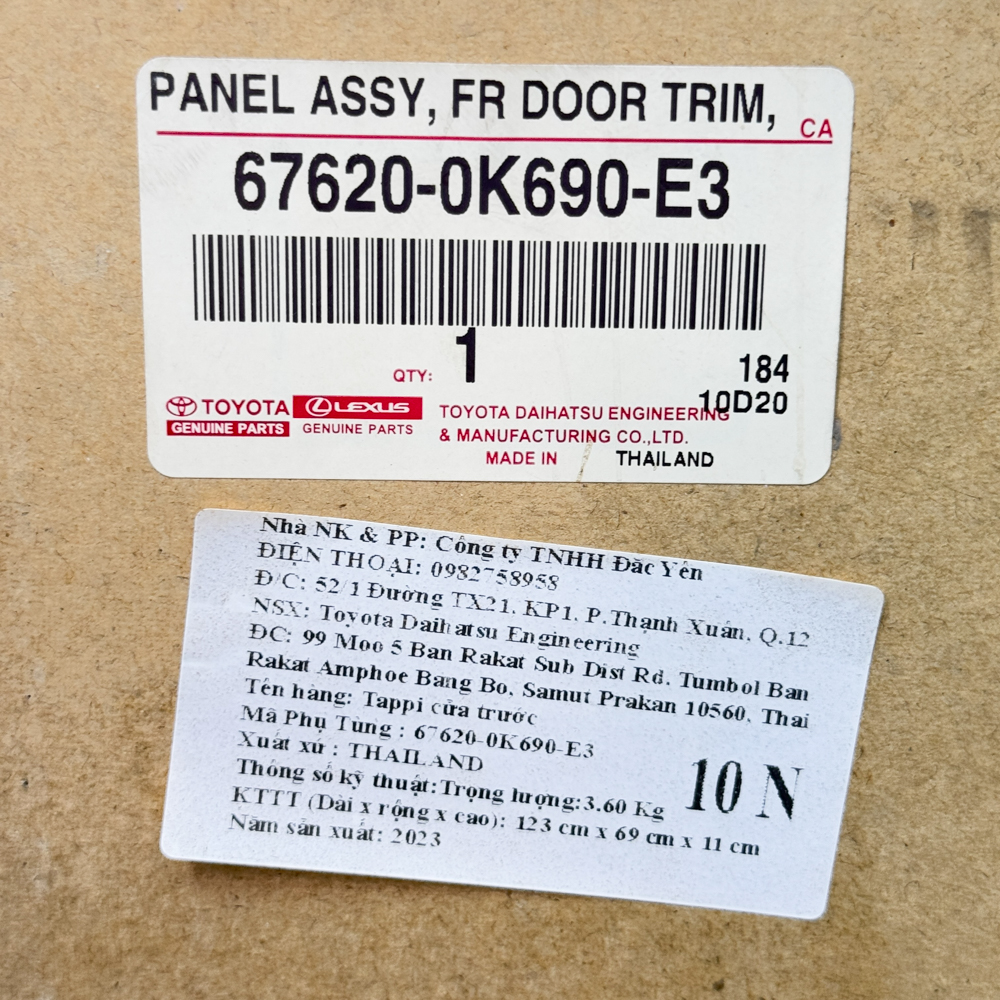 PANEL ASSY, FR DOOR TRIM, CA
67620-0K690-E3
QTY: 1
184
10D20
TOYOTA
GENUINE PARTS
LEXUS
GENUINE PARTS
TOYOTA DAIHATSU ENGINEERING
& MANUFACTURING CO.,LTD.
MADE IN THAILAND
Nhà NK & PP: Công ty TNHH Đắc Yên
ĐIỆN THOẠI: 0982758958
Đ/C: 52/1 Đường TX21, KP1, P.Thạnh Xuân, Q.12
NSX: Toyota Daihatsu Engineering
ĐC: 99 Moo 5 Ban Rakat Sub Dist Rd. Tumbol Ban
Rakat Amphoe Bang Bo, Samut Prakan 10560, Thai
Tên hàng: Tappi cửa trước
Mã Phụ Tùng : 67620-0K690-E3
Xuất xứ : THAILAND
Thông số kỹ thuật:Trọng lượng:3.60 Kg
KTTT (Dài x rộng x cao): 123 cm x 69 cm x 11 cm
Năm sản xuất: 2023
10 N